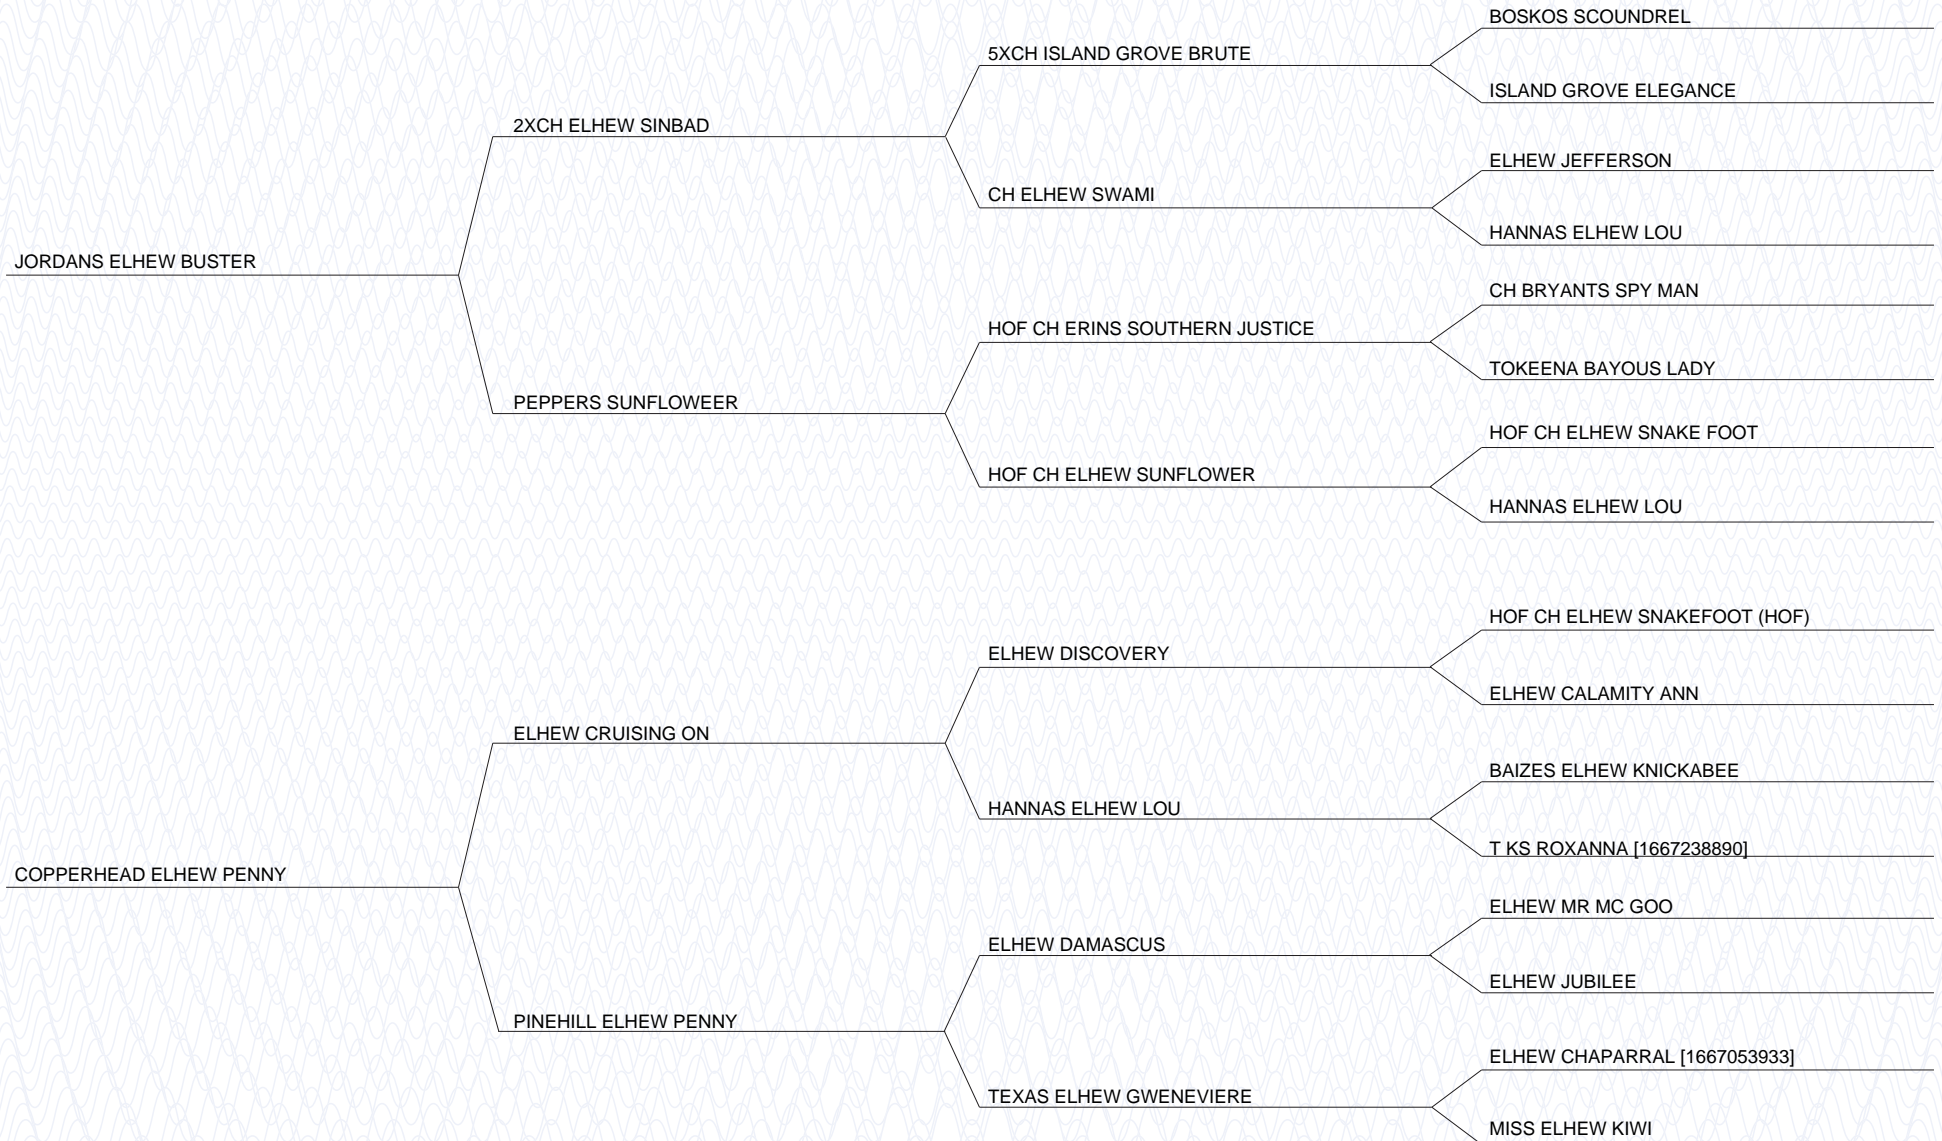 BOSKOS SCOUNDREL
5XCH ISLAND GROVE BRUTE
ISLAND GROVE ELEGANCE
2XCH ELHEW SINBAD
ELHEW JEFFERSON
CH ELHEW SWAMI
HANNAS ELHEW LOU
JORDANS ELHEW BUSTER
CH BRYANTS SPY MAN
HOF CH ERINS SOUTHERN JUSTICE
TOKEENA BAYOUS LADY
PEPPERS SUNFLOWEER
HOF CH ELHEW SNAKE FOOT
HOF CH ELHEW SUNFLOWER
HANNAS ELHEW LOU
HOF CH ELHEW SNAKEFOOT (HOF)
ELHEW DISCOVERY
ELHEW CALAMITY ANN
ELHEW CRUISING ON
BAIZES ELHEW KNICKABEE
HANNAS ELHEW LOU
T KS ROXANNA [1667238890]
COPPERHEAD ELHEW PENNY
ELHEW MR MC GOO
ELHEW DAMASCUS
ELHEW JUBILEE
PINEHILL ELHEW PENNY
ELHEW CHAPARRAL [1667053933]
TEXAS ELHEW GWENEVIERE
MISS ELHEW KIWI